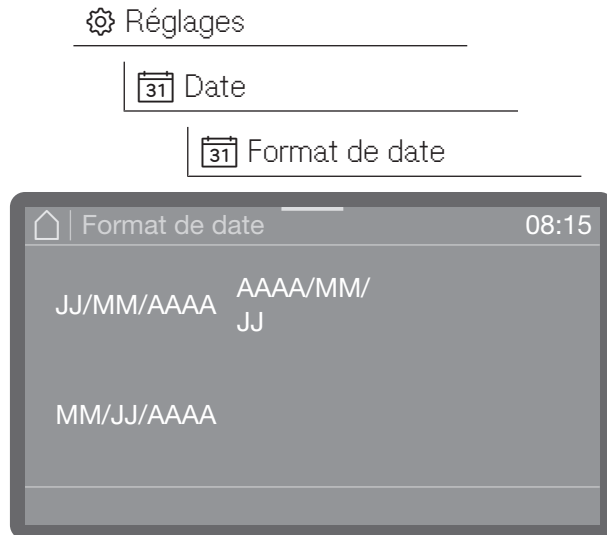 Réglages
31 Date
31 Format de date
Format de date 08:15
JJ/MM/AAAA AAAA/MM/
JJ
MM/JJ/AAAA